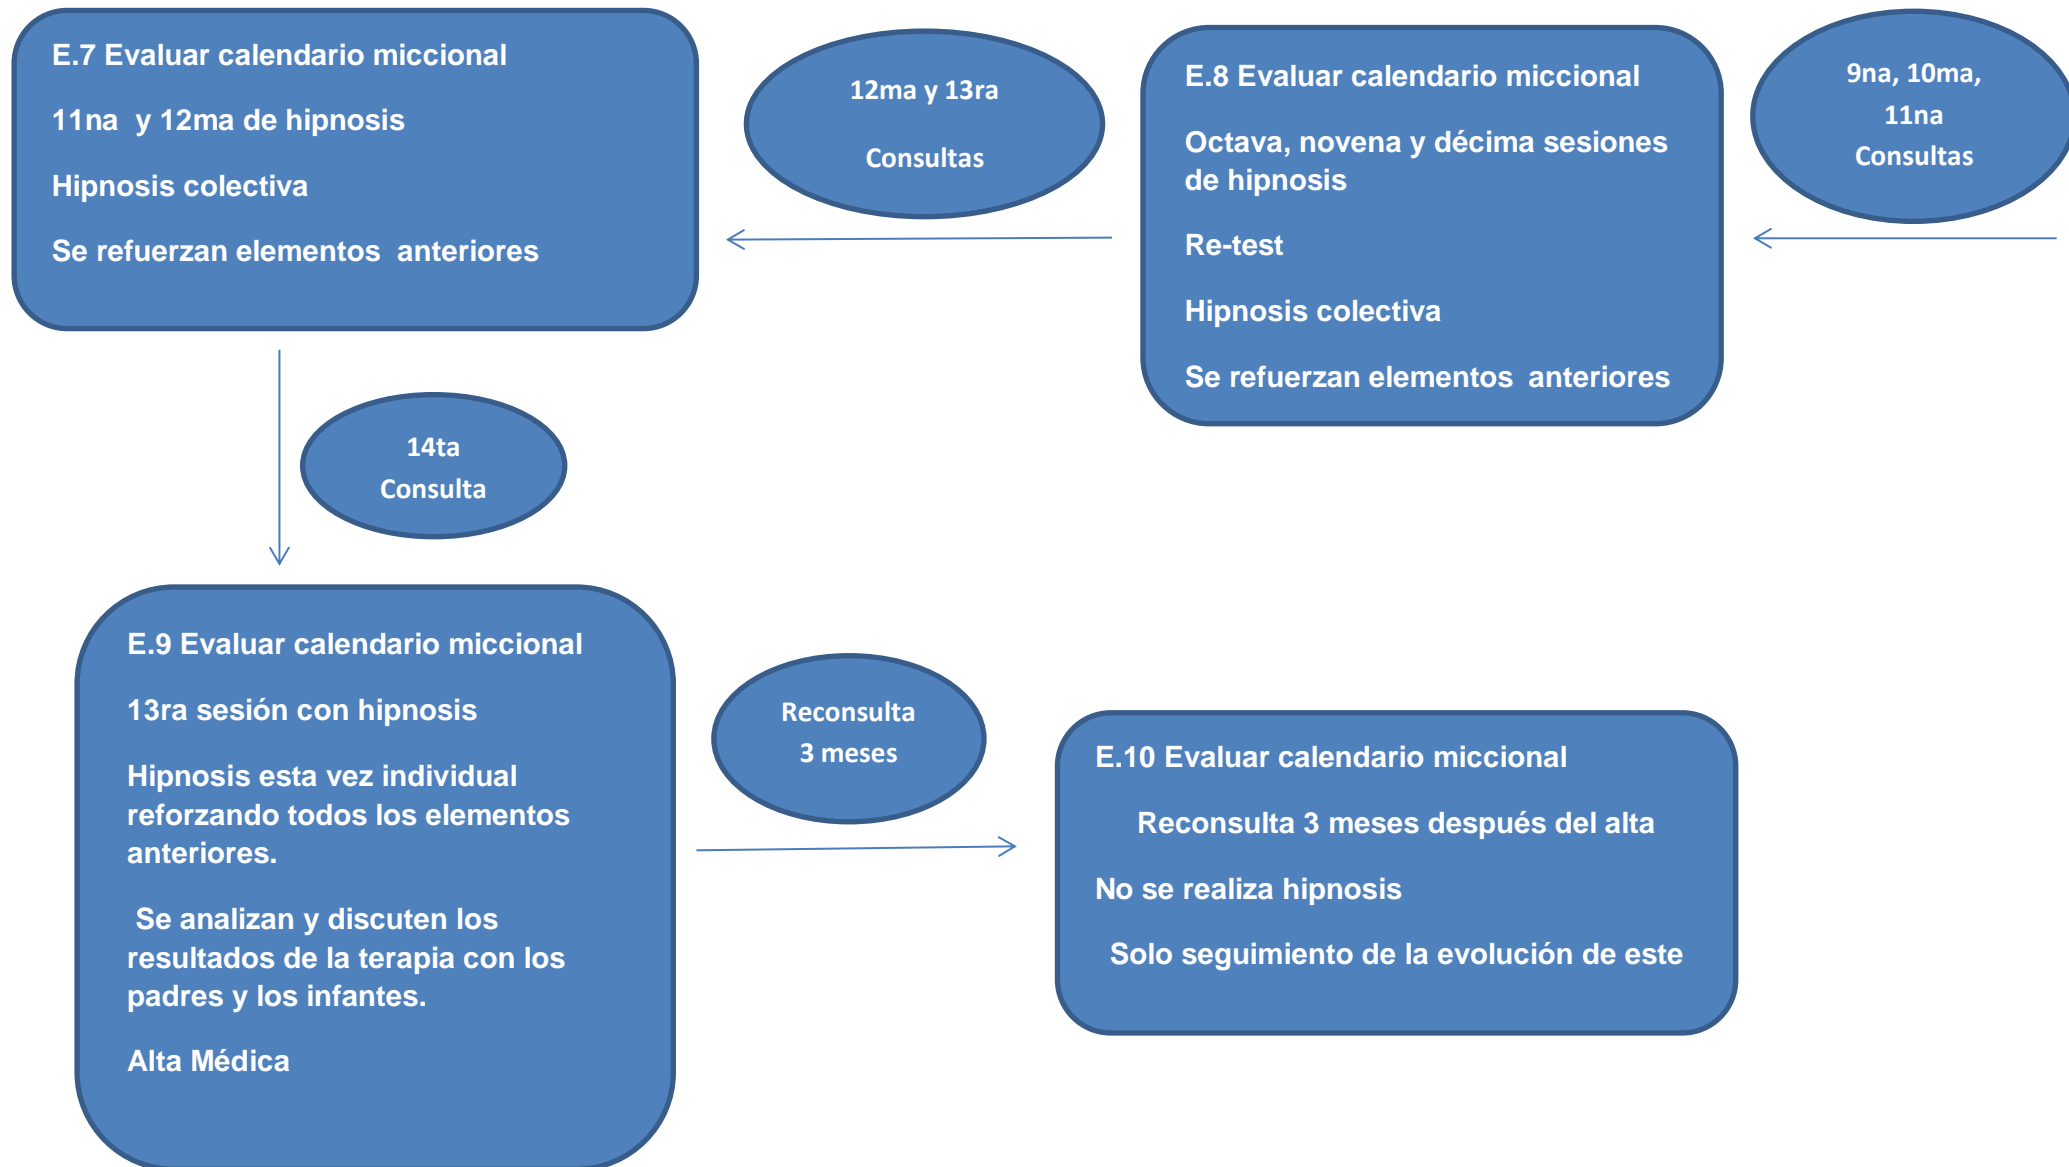 E.7 Evaluar calendario miccional
11na  y 12ma de hipnosis
Hipnosis colectiva
Se refuerzan elementos  anteriores
12ma y 13ra
Consultas
E.8 Evaluar calendario miccional
Octava, novena y décima sesiones
de hipnosis
Re-test
Hipnosis colectiva
Se refuerzan elementos  anteriores
9na, 10ma,
11na
Consultas
14ta
Consulta
E.9 Evaluar calendario miccional
13ra sesión con hipnosis
Hipnosis esta vez individual
reforzando todos los elementos
anteriores.
Se analizan y discuten los
resultados de la terapia con los
padres y los infantes.
Alta Médica
Reconsulta
3 meses
E.10 Evaluar calendario miccional
Reconsulta 3 meses después del alta
No se realiza hipnosis
Solo seguimiento de la evolución de este